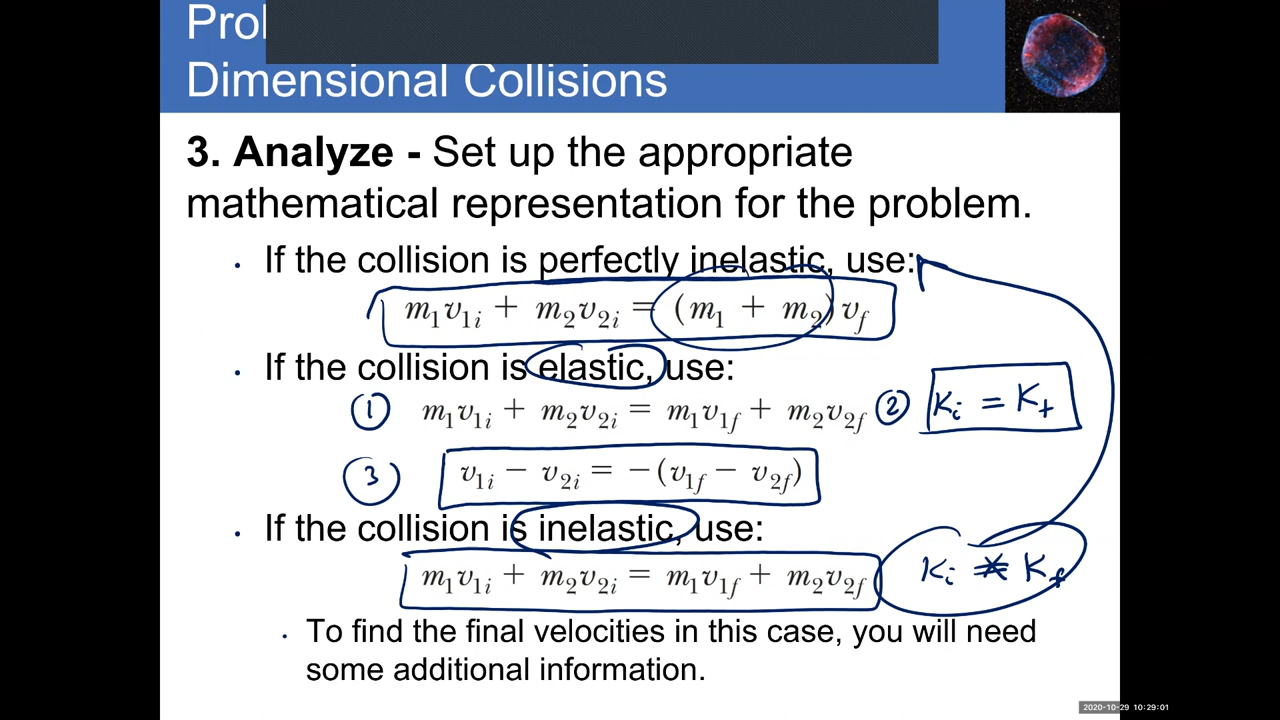 Dimensional Collisions
3. Analyze - Set up the appropriate
mathematical representation for the problem.
• If the collision is perfectly inelastic, use:
m₁v₁ᵢ + m₂v₂ᵢ = (m₁ + m₂)v_f
• If the collision is elastic, use:
① m₁v₁ᵢ + m₂v₂ᵢ = m₁v₁f + m₂v₂f ② Kᵢ = K_f
③ v₁ᵢ − v₂ᵢ = −(v₁f − v₂f)
• If the collision is inelastic, use:
m₁v₁ᵢ + m₂v₂ᵢ = m₁v₁f + m₂v₂f Kᵢ ≠ K_f
• To find the final velocities in this case, you will need
some additional information.
2020-10-29 10:29:01